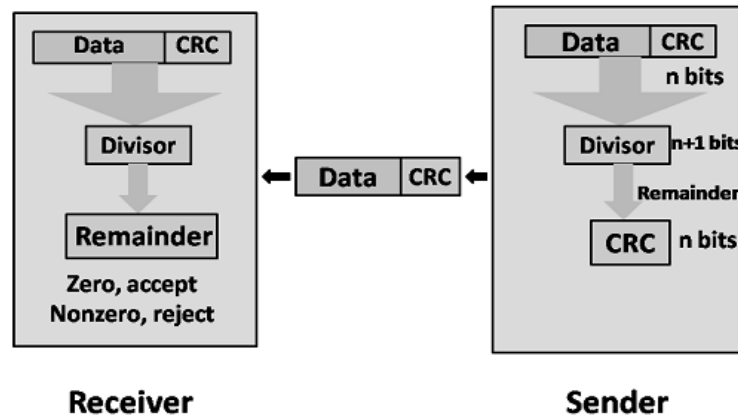 Data CRC
Divisor
Remainder
Zero, accept
Nonzero, reject
Receiver
Data CRC
Data CRC
n bits
Divisor n+1 bits
Remainder
CRC n bits
Sender